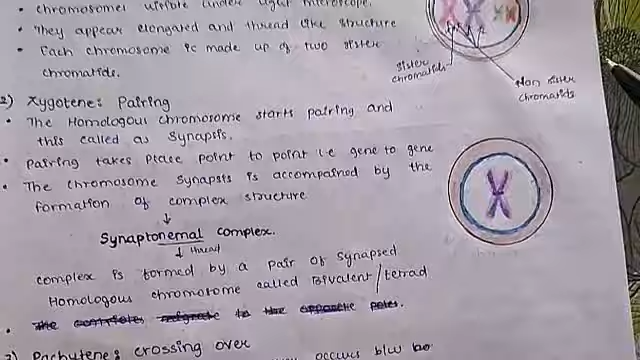 • chromosomes visible under light microscope.
• They appear elongated and thread like structure
• Each chromosome is made up of two sister
chromatids.
sister
chromatids
Non sister
chromatids
2) Zygotene: Pairing
• The Homologous chromosome starts pairing and
this called as Synapsis.
• Pairing takes place point to point i.e gene to gene
• The chromosome Synapsis is accompained by the
formation of complex structure
↓
Synaptonemal complex.
↓ thread
complex is formed by a pair of synapsed
Homologous chromosome called Bivalent/tetrad
• The centrioles migrate to the opposite poles.
3) Pachytene: crossing over
occurs b/w